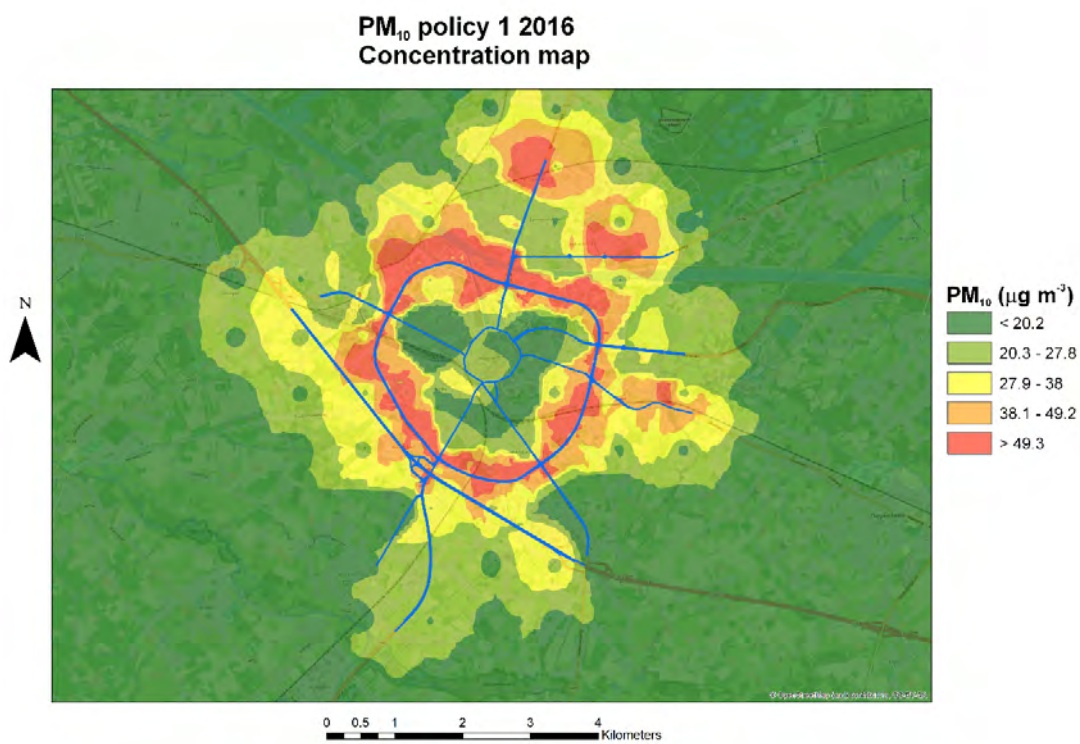 PM₁₀ policy 1 2016
Concentration map
N
PM₁₀ (µg m⁻³)
< 20.2
20.3 - 27.8
27.9 - 38
38.1 - 49.2
> 49.3
0 0.5 1 2 3 4
Kilometers